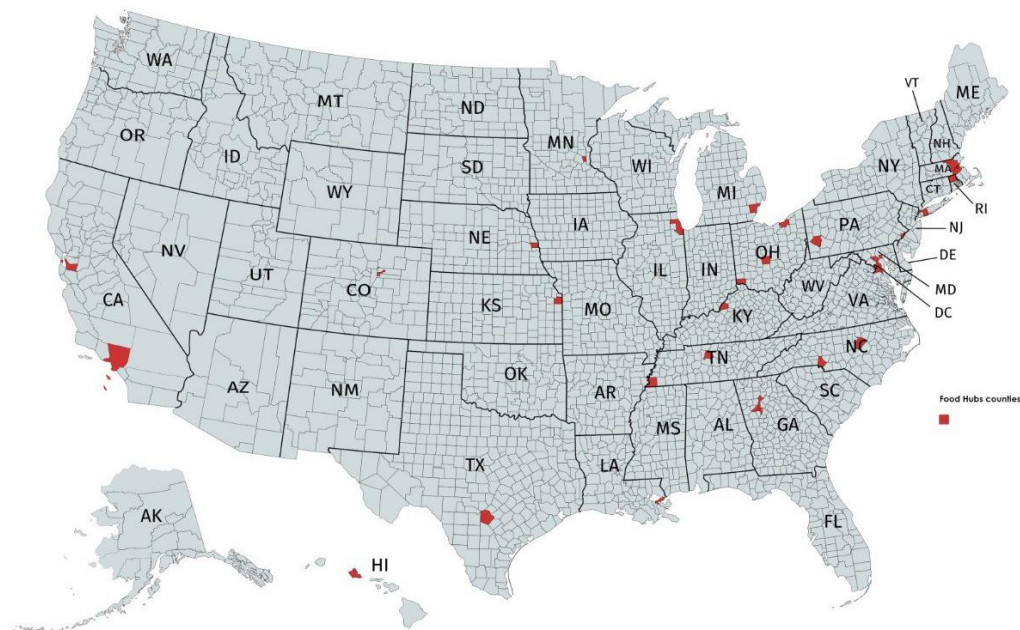 WA
MT
ND
MN
VT
ME
OR
ID
SD
WI
MI
NY
NH
MA
CT
RI
WY
IA
NE
PA
NJ
NV
UT
CO
IL
IN
OH
DE
CA
KS
MO
WV
VA
MD
KY
DC
AZ
NM
OK
AR
TN
NC
SC
MS
AL
GA
Food Hubs counties
TX
LA
AK
FL
HI